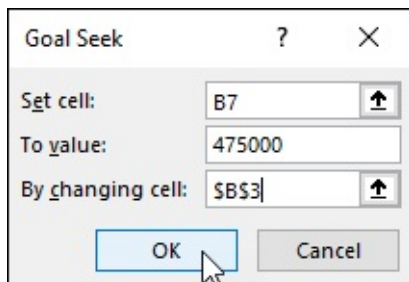 Goal Seek ? ×
Set cell: B7
To value: 475000
By changing cell: $B$3
OK Cancel